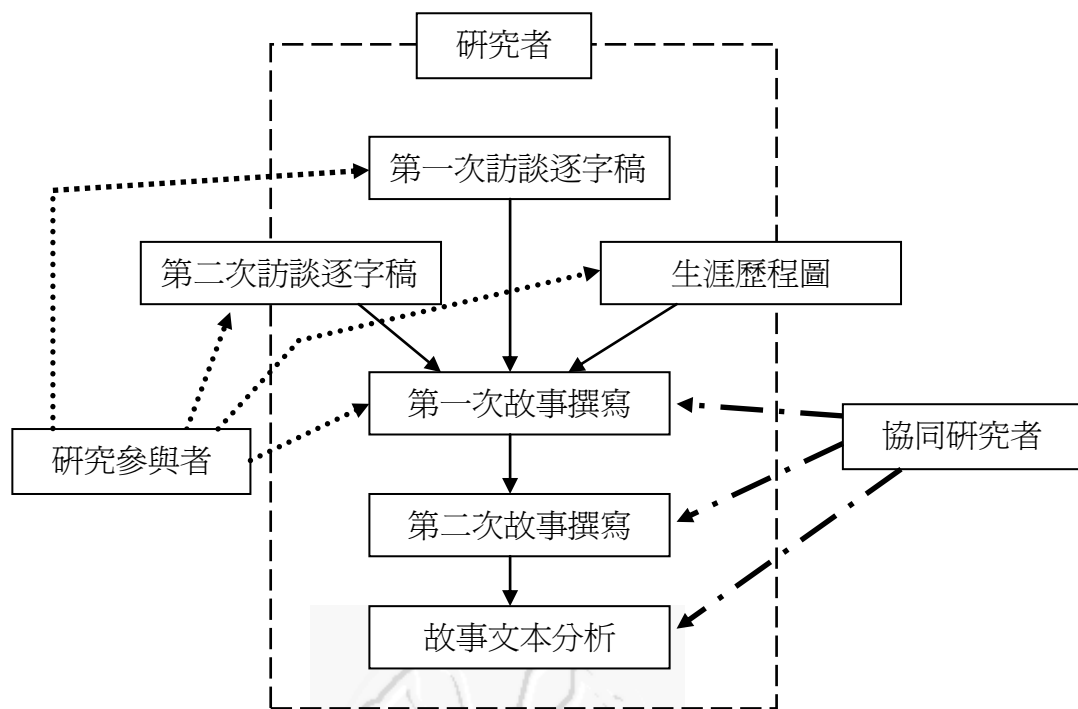 研究者
第一次訪談逐字稿
第二次訪談逐字稿
生涯歷程圖
第一次故事撰寫
協同研究者
研究參與者
第二次故事撰寫
故事文本分析